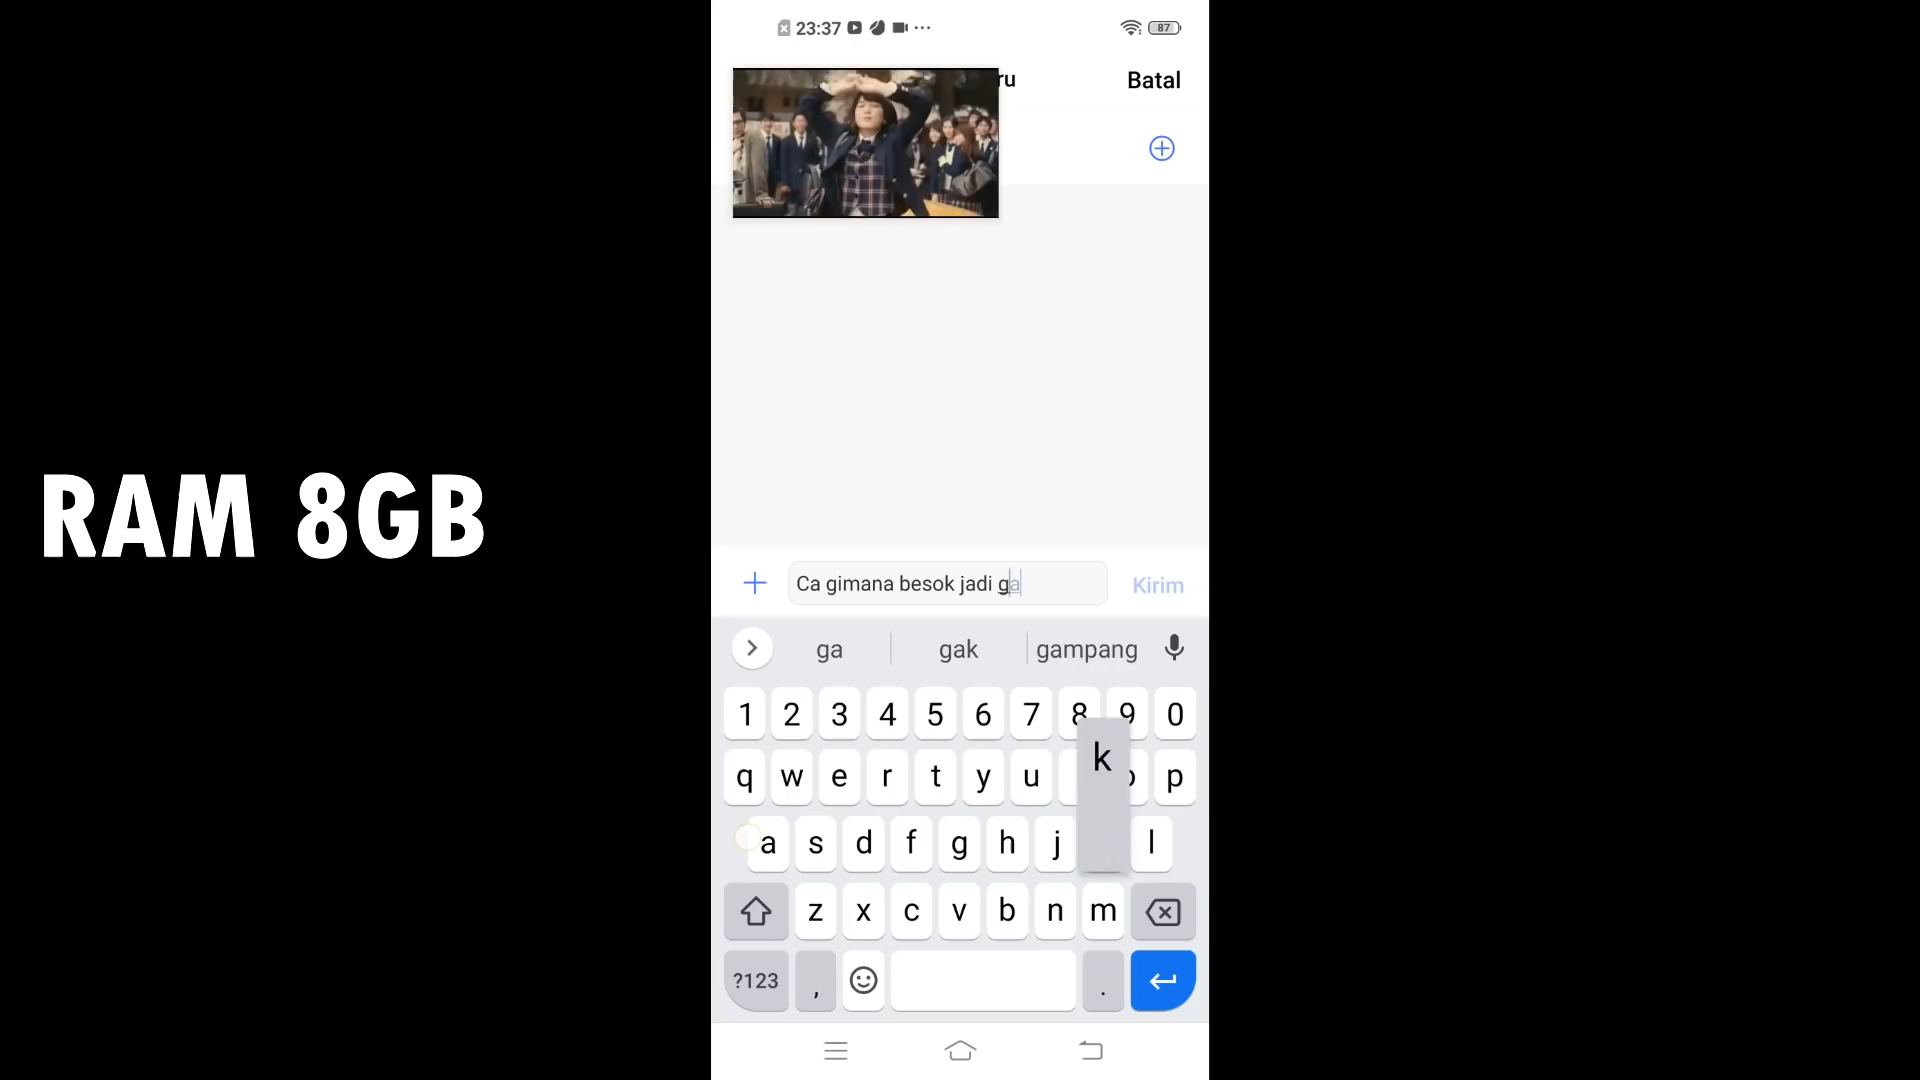 23:37
87
ru
Batal
RAM 8GB
Ca gimana besok jadi ga
Kirim
ga
gak
gampang
1 2 3 4 5 6 7 8 9 0
q w e r t y u p
k
a s d f g h j l
z x c v b n m
?123 , .